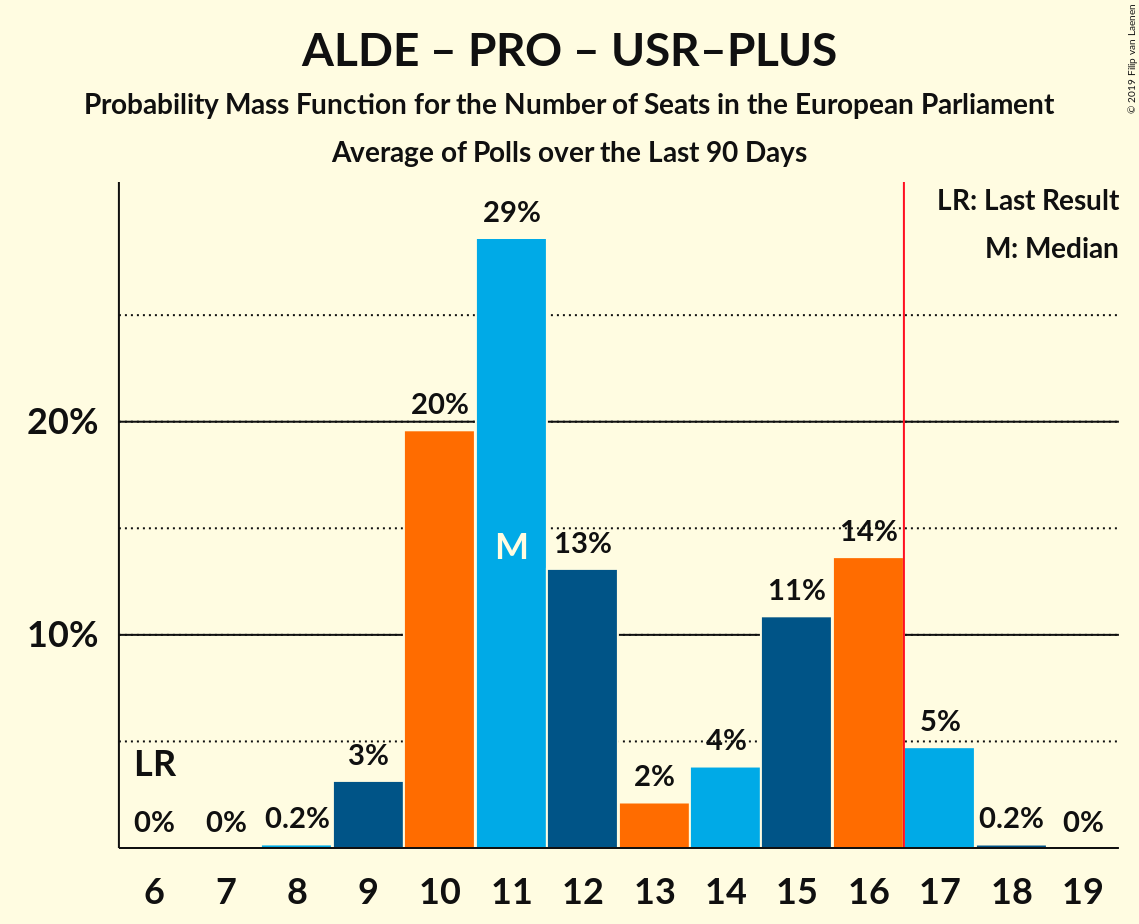 ALDE – PRO – USR–PLUS
Probability Mass Function for the Number of Seats in the European Parliament
Average of Polls over the Last 90 Days
© 2019 Filip van Laenen
LR: Last Result
M: Median
20%
10%
LR
M
0%
0%
0.2%
3%
20%
29%
13%
2%
4%
11%
14%
5%
0.2%
0%
6 7 8 9 10 11 12 13 14 15 16 17 18 19